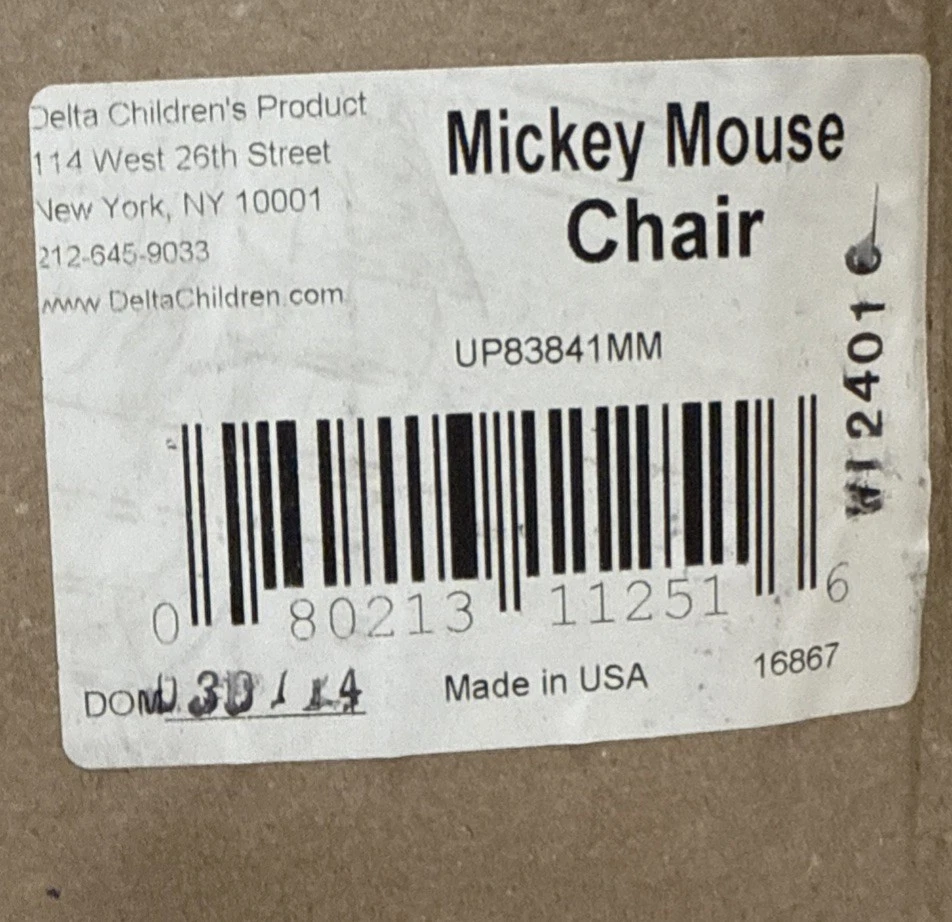 Delta Children's Product
114 West 26th Street
New York, NY 10001
212-645-9033
www DeltaChildren.com
Mickey Mouse
Chair
UP83841MM
0 80213 11251 6
DOM
Made in USA
16867